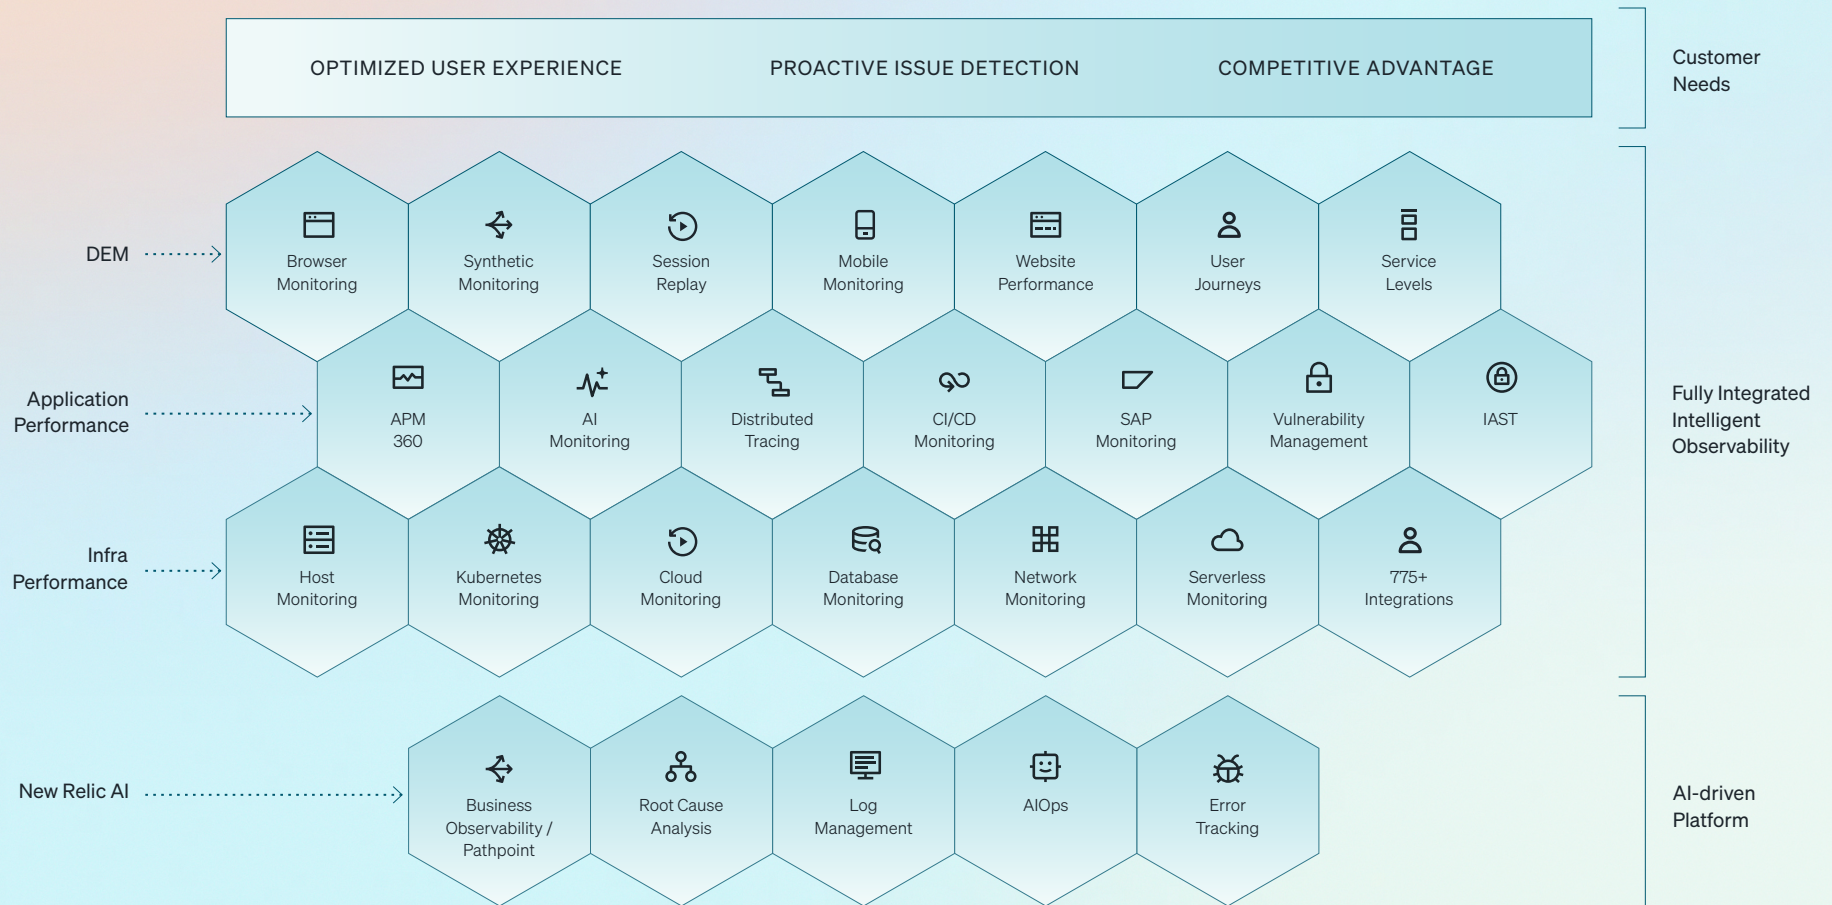 OPTIMIZED USER EXPERIENCE
PROACTIVE ISSUE DETECTION
COMPETITIVE ADVANTAGE
Customer
Needs
DEM
Browser
Monitoring
Synthetic
Monitoring
Session
Replay
Mobile
Monitoring
Website
Performance
User
Journeys
Service
Levels
Application
Performance
APM
360
AI
Monitoring
Distributed
Tracing
CI/CD
Monitoring
SAP
Monitoring
Vulnerability
Management
IAST
Fully Integrated
Intelligent
Observability
Infra
Performance
Host
Monitoring
Kubernetes
Monitoring
Cloud
Monitoring
Database
Monitoring
Network
Monitoring
Serverless
Monitoring
775+
Integrations
New Relic AI
Business
Observability /
Pathpoint
Root Cause
Analysis
Log
Management
AIOps
Error
Tracking
AI-driven
Platform